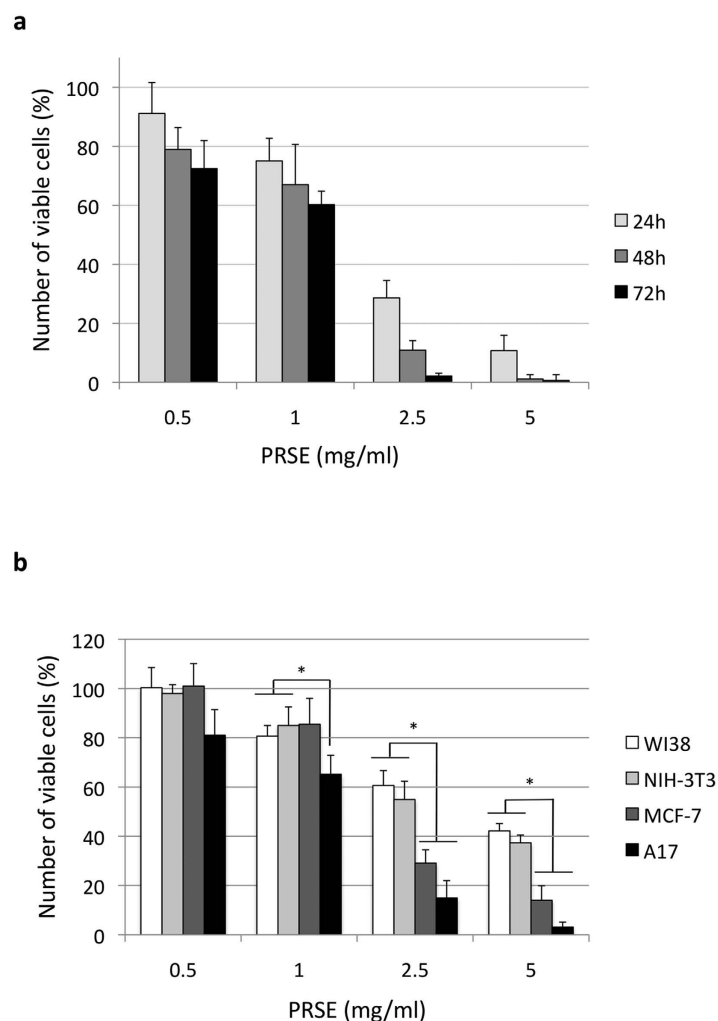 a
Number of viable cells (%)
100
80
60
40
20
0
0.5 1 2.5 5
PRSE (mg/ml)
24h
48h
72h
b
Number of viable cells (%)
120
100
80
60
40
20
0
* * *
0.5 1 2.5 5
PRSE (mg/ml)
WI38
NIH-3T3
MCF-7
A17